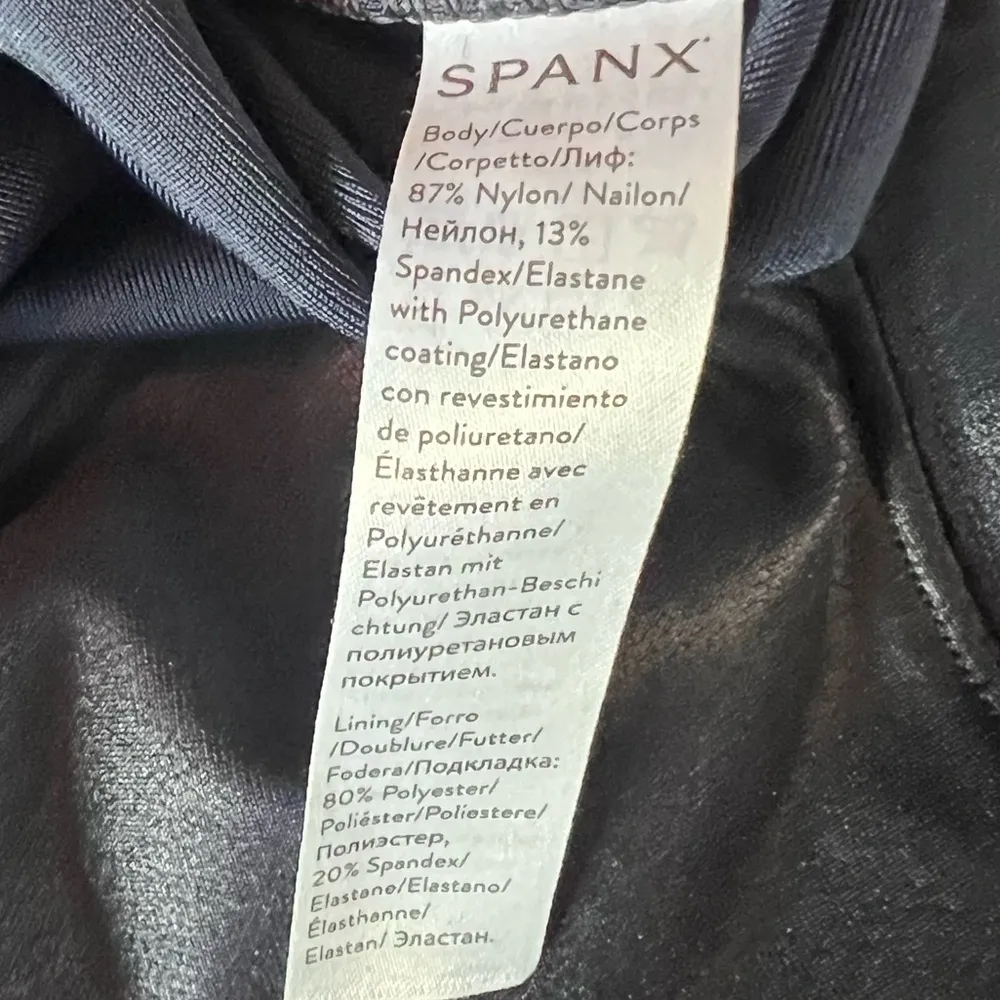 SPANX
Body/Cuerpo/Corps
/Corpetto/Лиф:
87% Nylon/ Nailon/
Нейлон, 13%
Spandex/Elastane
with Polyurethane
coating/Elastano
con revestimiento
de poliuretano/
Élasthanne avec
revêtement en
Polyuréthanne/
Elastan mit
Polyurethan-Beschi
chtung/ Эластан с
полиуретановым
покрытием.
Lining/Forro
/Doublure/Futter/
Fodera/Подкладка:
80% Polyester/
Poliéster/Poliestere/
Полиэстер,
20% Spandex/
Elastane/Elastano/
Élasthanne/
Elastan/ Эластан.